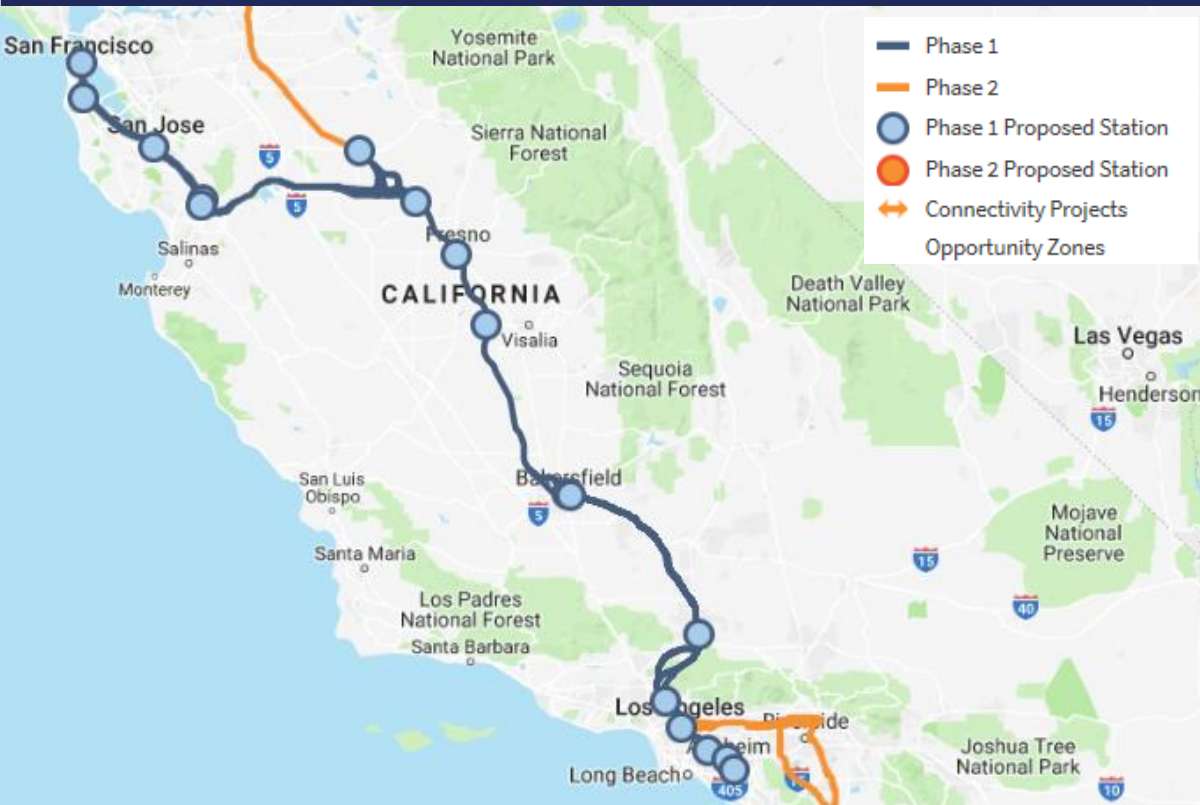 San Francisco
Yosemite
National Park
Phase 1
Phase 2
Phase 1 Proposed Station
Phase 2 Proposed Station
Connectivity Projects
Opportunity Zones
San Jose
Sierra National
Forest
5
5
Salinas
Monterey
Fresno
CALIFORNIA
Death Valley
National Park
Visalia
Las Vegas
Henderson
15
Sequoia
National Forest
San Luis
Obispo
Bakersfield
5
Mojave
National
Preserve
Santa Maria
15
40
Los Padres
National Forest
Santa Barbara
Los Angeles
Riverside
Anaheim
Long Beach
405
Joshua Tree
National Park
10